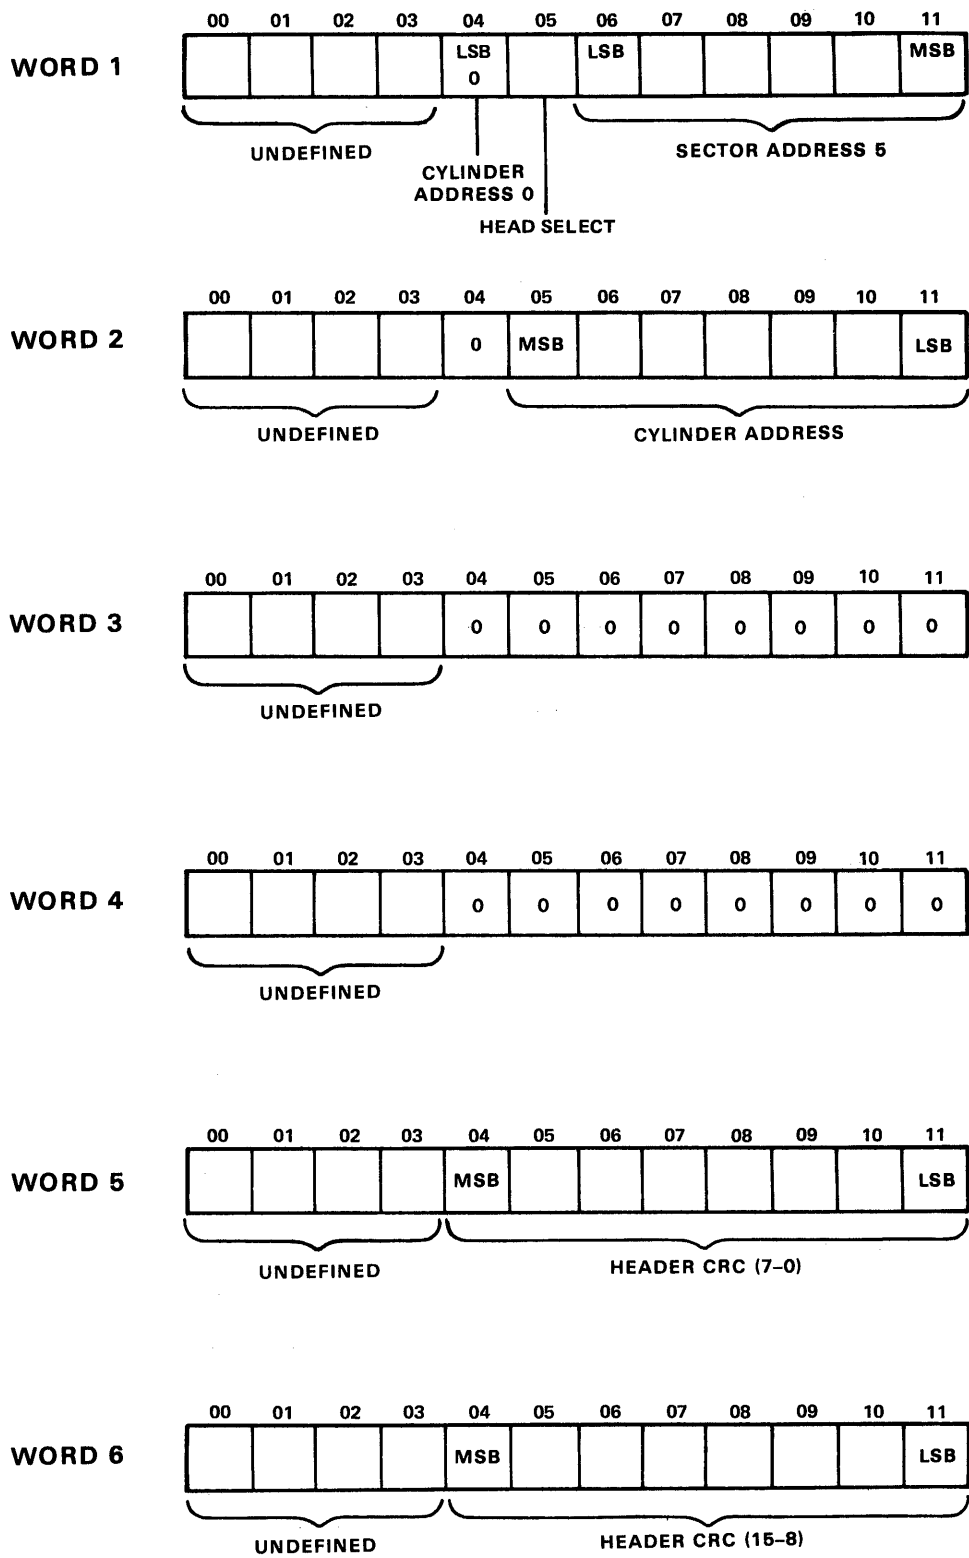 00 01 02 03 04 05 06 07 08 09 10 11
WORD 1
LSB LSB MSB
0
UNDEFINED
SECTOR ADDRESS 5
CYLINDER
ADDRESS 0
HEAD SELECT
00 01 02 03 04 05 06 07 08 09 10 11
WORD 2
0 MSB LSB
UNDEFINED
CYLINDER ADDRESS
00 01 02 03 04 05 06 07 08 09 10 11
WORD 3
0 0 0 0 0 0 0 0
UNDEFINED
00 01 02 03 04 05 06 07 08 09 10 11
WORD 4
0 0 0 0 0 0 0 0
UNDEFINED
00 01 02 03 04 05 06 07 08 09 10 11
WORD 5
MSB LSB
UNDEFINED
HEADER CRC (7–0)
00 01 02 03 04 05 06 07 08 09 10 11
WORD 6
MSB LSB
UNDEFINED
HEADER CRC (15–8)